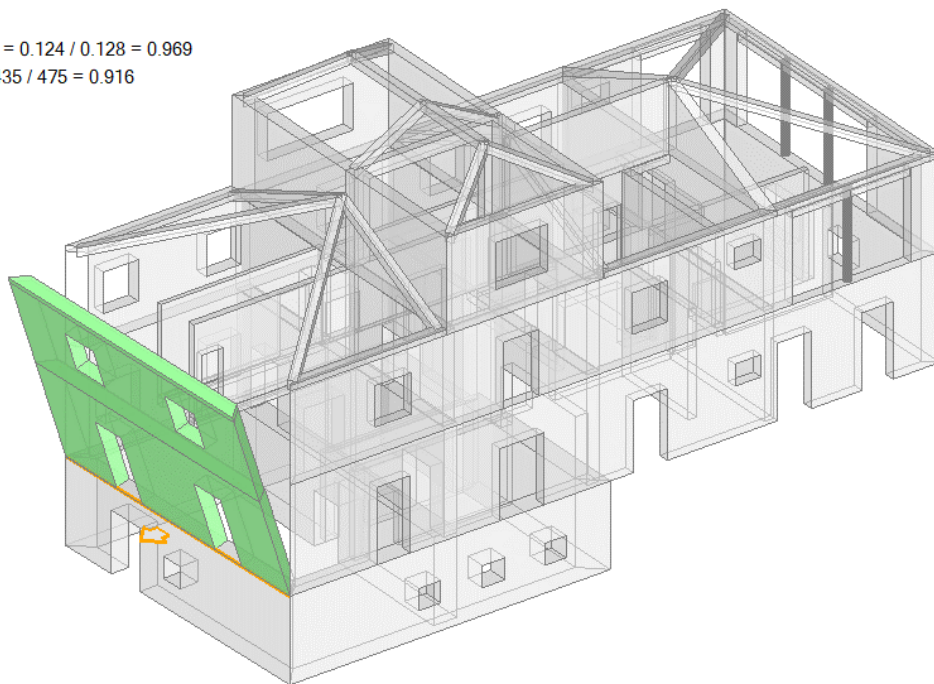 = 0.124 / 0.128 = 0.969
35 / 475 = 0.916